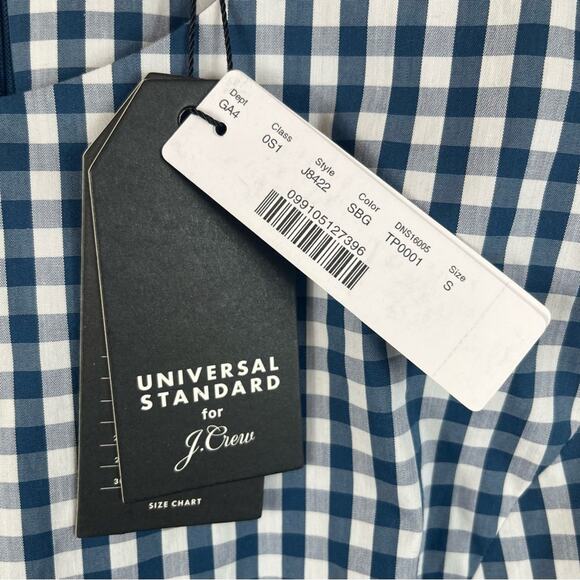 UNIVERSAL
STANDARD
for
J.Crew
SIZE CHART
Dept
GA4
Class
0S1
Style
J8422
Color
SBG
DNS16005
TP0001
Size
S
099105127396